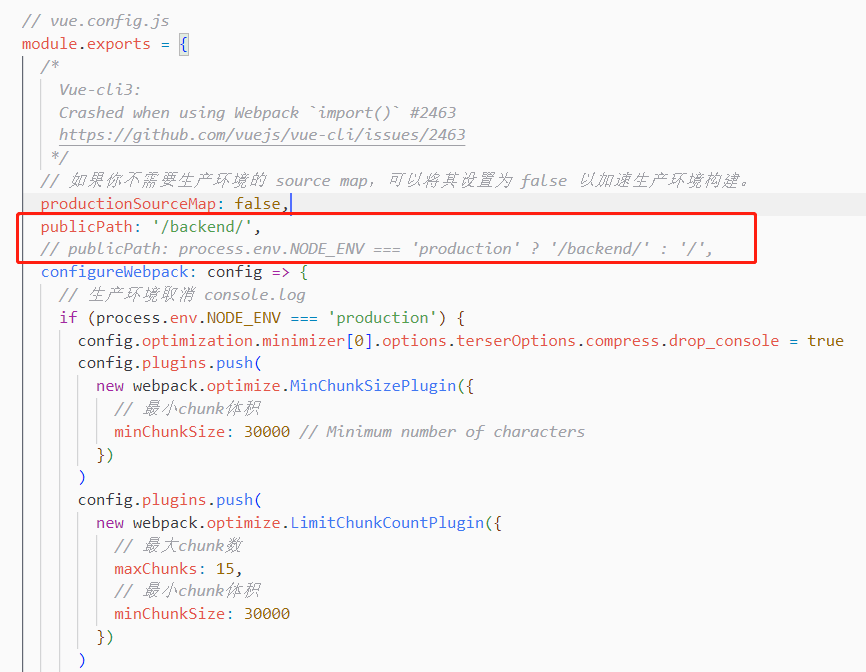 // vue.config.js
module.exports = {
/*
Vue-cli3:
Crashed when using Webpack `import()` #2463
https://github.com/vuejs/vue-cli/issues/2463
*/
// 如果你不需要生产环境的 source map，可以将其设置为 false 以加速生产环境构建。
productionSourceMap: false,
publicPath: '/backend/',
// publicPath: process.env.NODE_ENV === 'production' ? '/backend/' : '/',
configureWebpack: config => {
// 生产环境取消 console.log
if (process.env.NODE_ENV === 'production') {
config.optimization.minimizer[0].options.terserOptions.compress.drop_console = true
config.plugins.push(
new webpack.optimize.MinChunkSizePlugin({
// 最小chunk体积
minChunkSize: 30000 // Minimum number of characters
})
)
config.plugins.push(
new webpack.optimize.LimitChunkCountPlugin({
// 最大chunk数
maxChunks: 15,
// 最小chunk体积
minChunkSize: 30000
})
)